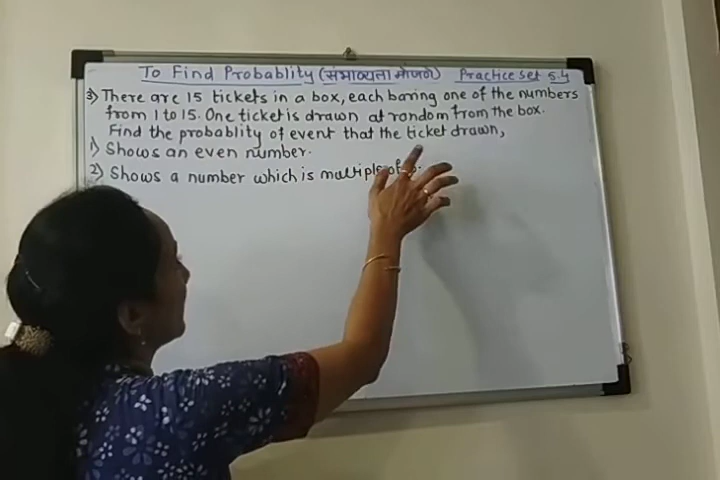 To Find Probablity (संभाव्यता मोजणे) Practice Set 5.4
3) There are 15 tickets in a box, each baring one of the numbers
from 1 to 15. One ticket is drawn at random from the box.
Find the probablity of event that the ticket drawn,
1) Shows an even number.
2) Shows a number which is multiple of